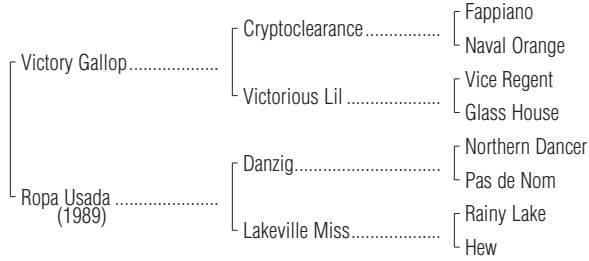 Fappiano
Cryptoclearance..................
Naval Orange
Victory Gallop.....................
Vice Regent
Victorious Lil ......................
Glass House
Northern Dancer
Danzig.................................
Pas de Nom
Ropa Usada ........................
(1989)
Rainy Lake
Lakeville Miss.....................
Hew